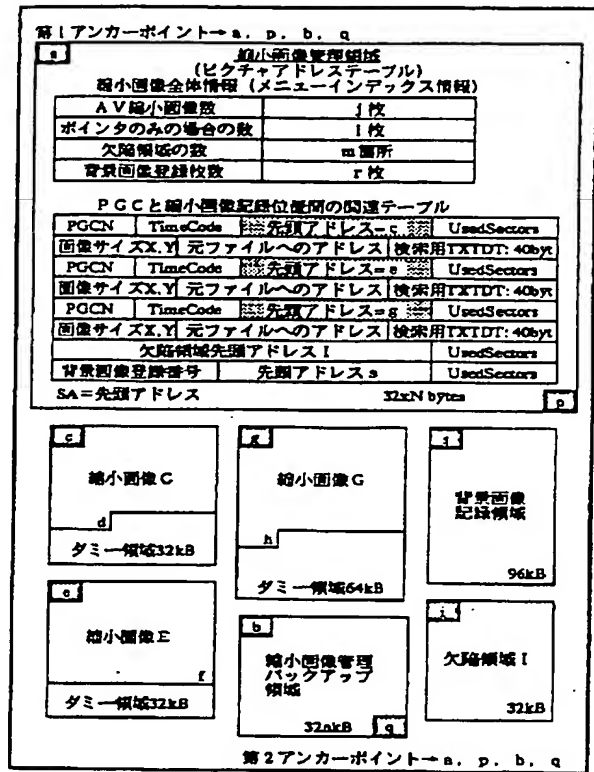 第1アンカーポイント→a, p, b, q
a
縮小画像管理領域
(ピクチャアドレステーブル)
縮小画像全体情報 (メニューインデックス情報)
AV縮小画像数 j枚
ポインタのみの場合の数 l枚
欠陥領域の数 m箇所
背景画像登録枚数 r枚
PGCと縮小画像記録位置間の関連テーブル
PGCN TimeCode 先頭アドレス=c UsedSectors
画像サイズX,Y 元ファイルへのアドレス 検索用TXTDT: 40byt
PGCN TimeCode 先頭アドレス=e UsedSectors
画像サイズX,Y 元ファイルへのアドレス 検索用TXTDT: 40byt
PGCN TimeCode 先頭アドレス=g UsedSectors
画像サイズX,Y 元ファイルへのアドレス 検索用TXTDT: 40byt
欠陥領域先頭アドレス I UsedSectors
背景画像登録番号 先頭アドレス s UsedSectors
SA=先頭アドレス 32xN bytes p
c
縮小画像C
d
ダミー領域32kB
g
縮小画像G
h
ダミー領域64kB
背景画像
記録領域
96kB
e
縮小画像E
f
ダミー領域32kB
b
縮小画像管理
バックアップ
領域
32nkB q
i
欠陥領域 I
32kB
第2アンカーポイント→a, p, b, q